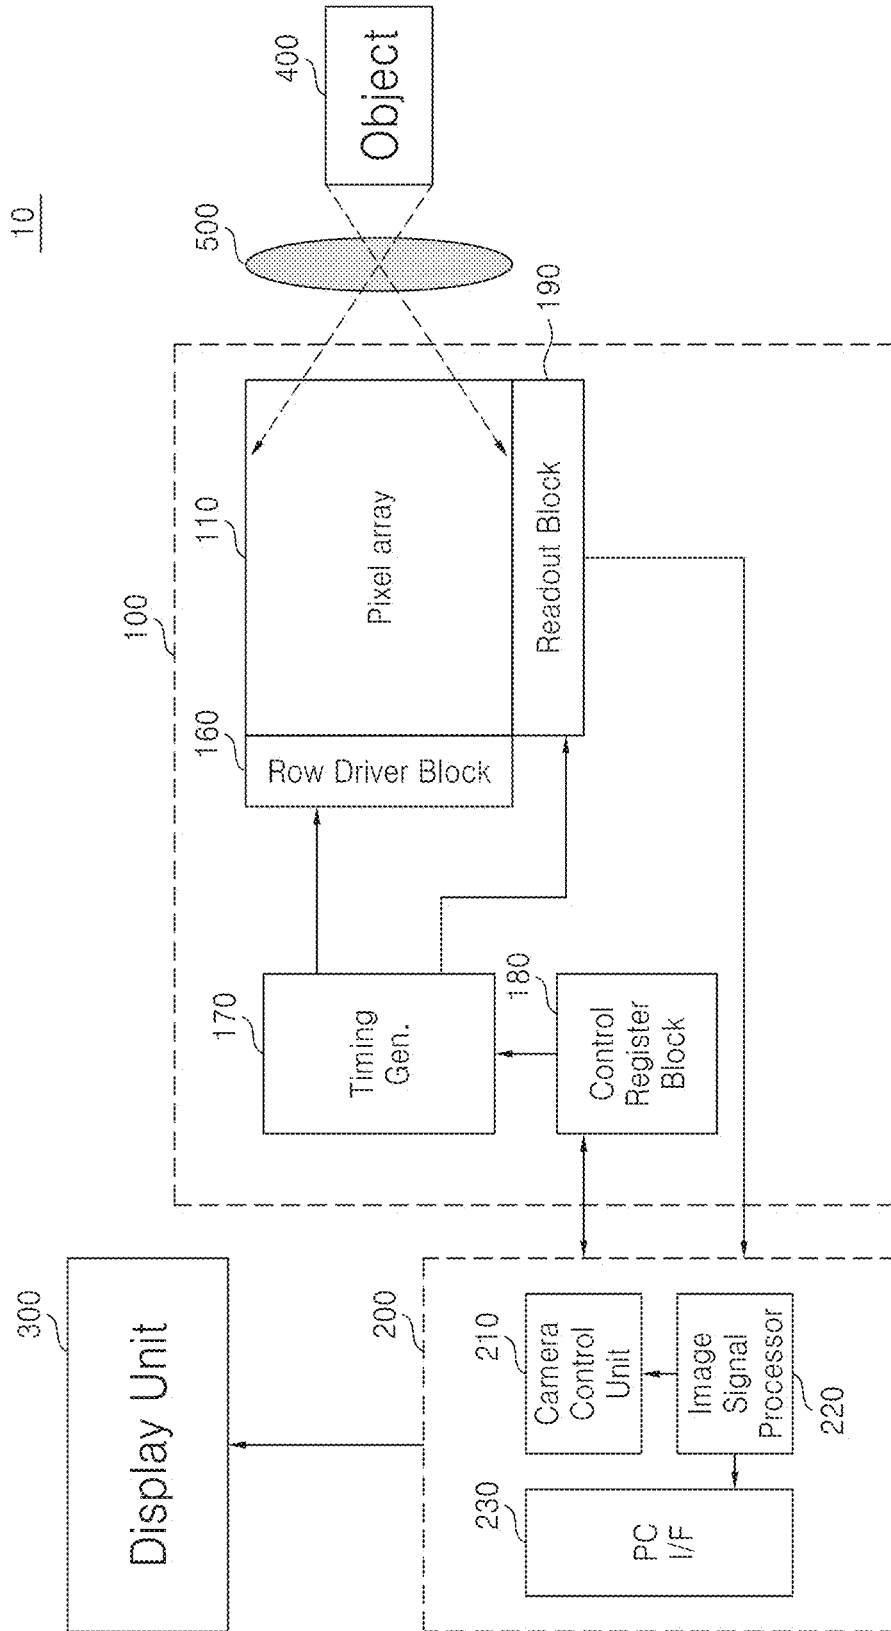 10
400
Object
500
100
110
Pixel array
190
Readout Block
160
Row Driver Block
170
Timing
Gen.
180
Control
Register
Block
300
Display Unit
200
210
Camera
Control
Unit
Image
Signal
Processor
220
230
PC
I/F